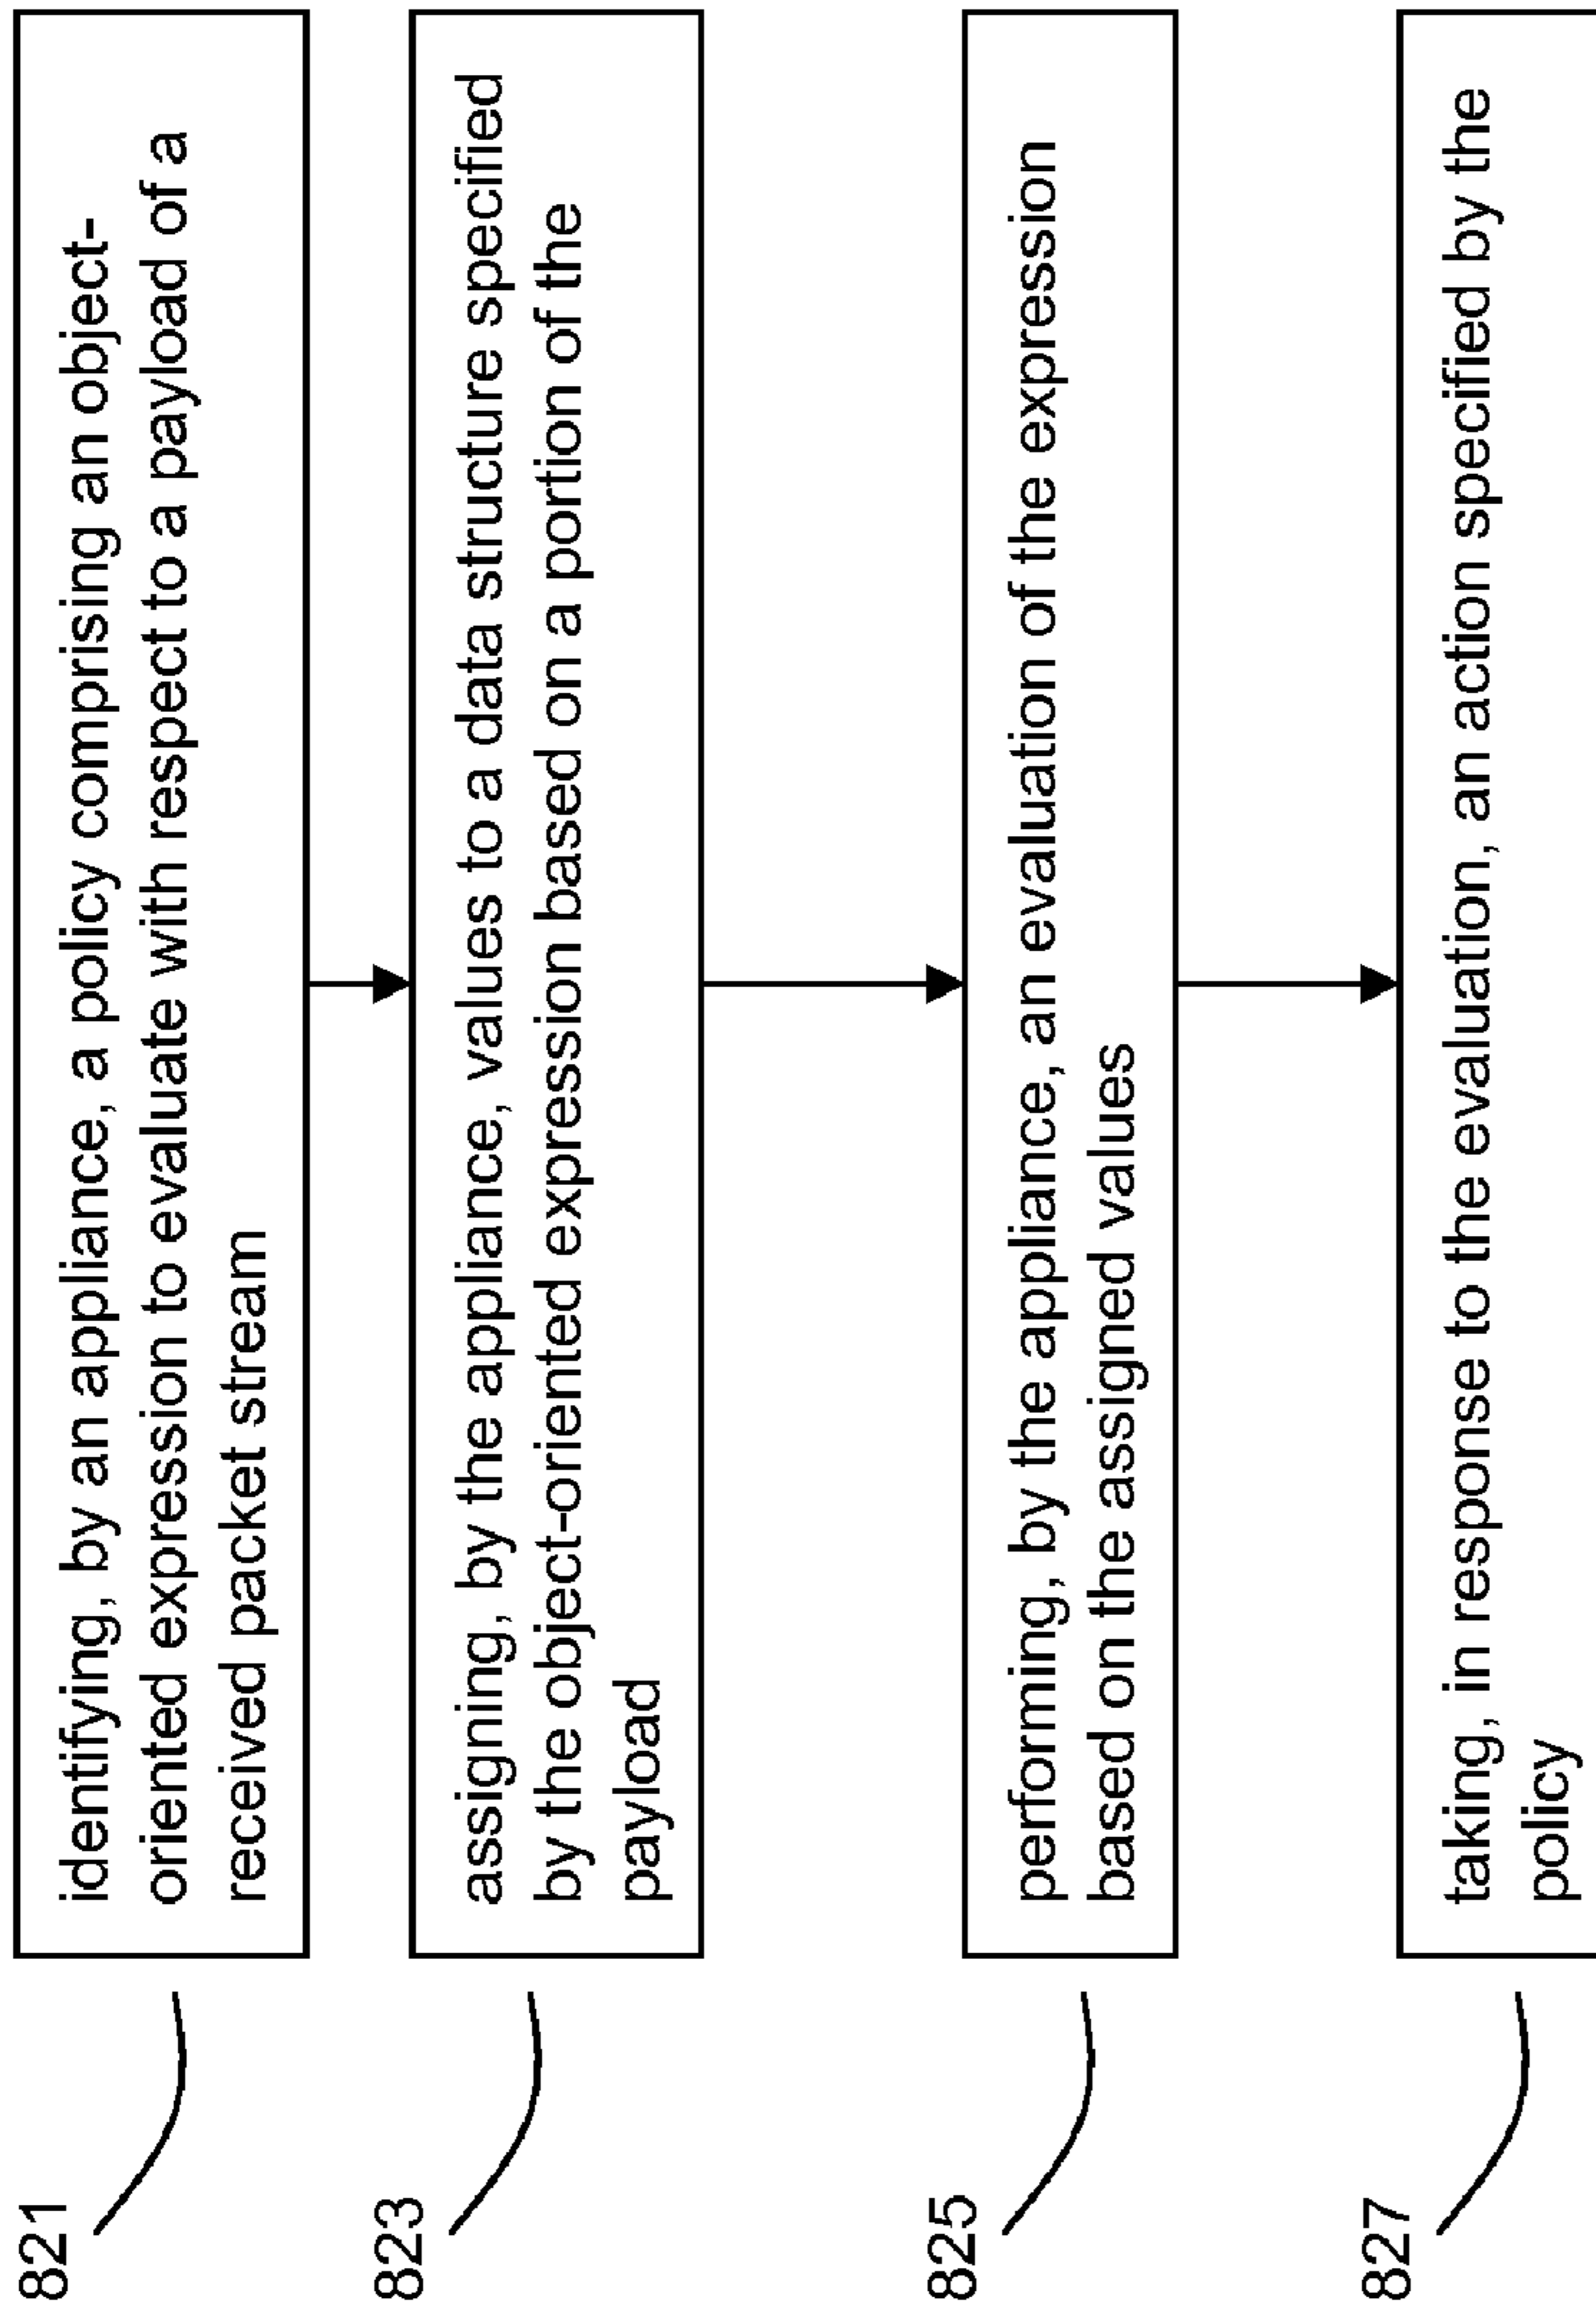 821
identifying, by an appliance, a policy comprising an object-
oriented expression to evaluate with respect to a payload of a
received packet stream
823
assigning, by the appliance, values to a data structure specified
by the object-oriented expression based on a portion of the
payload
825
performing, by the appliance, an evaluation of the expression
based on the assigned values
827
taking, in response to the evaluation, an action specified by the
policy